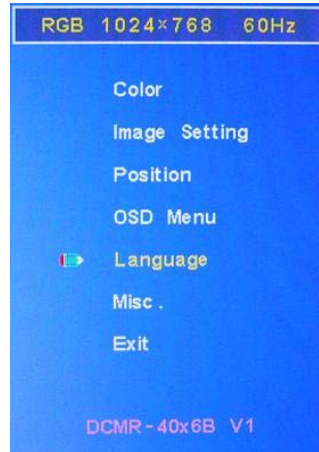 RGB 1024×768 60Hz
Color
Image Setting
Position
OSD Menu
Language
Misc.
Exit
DCMR-40x6B V1